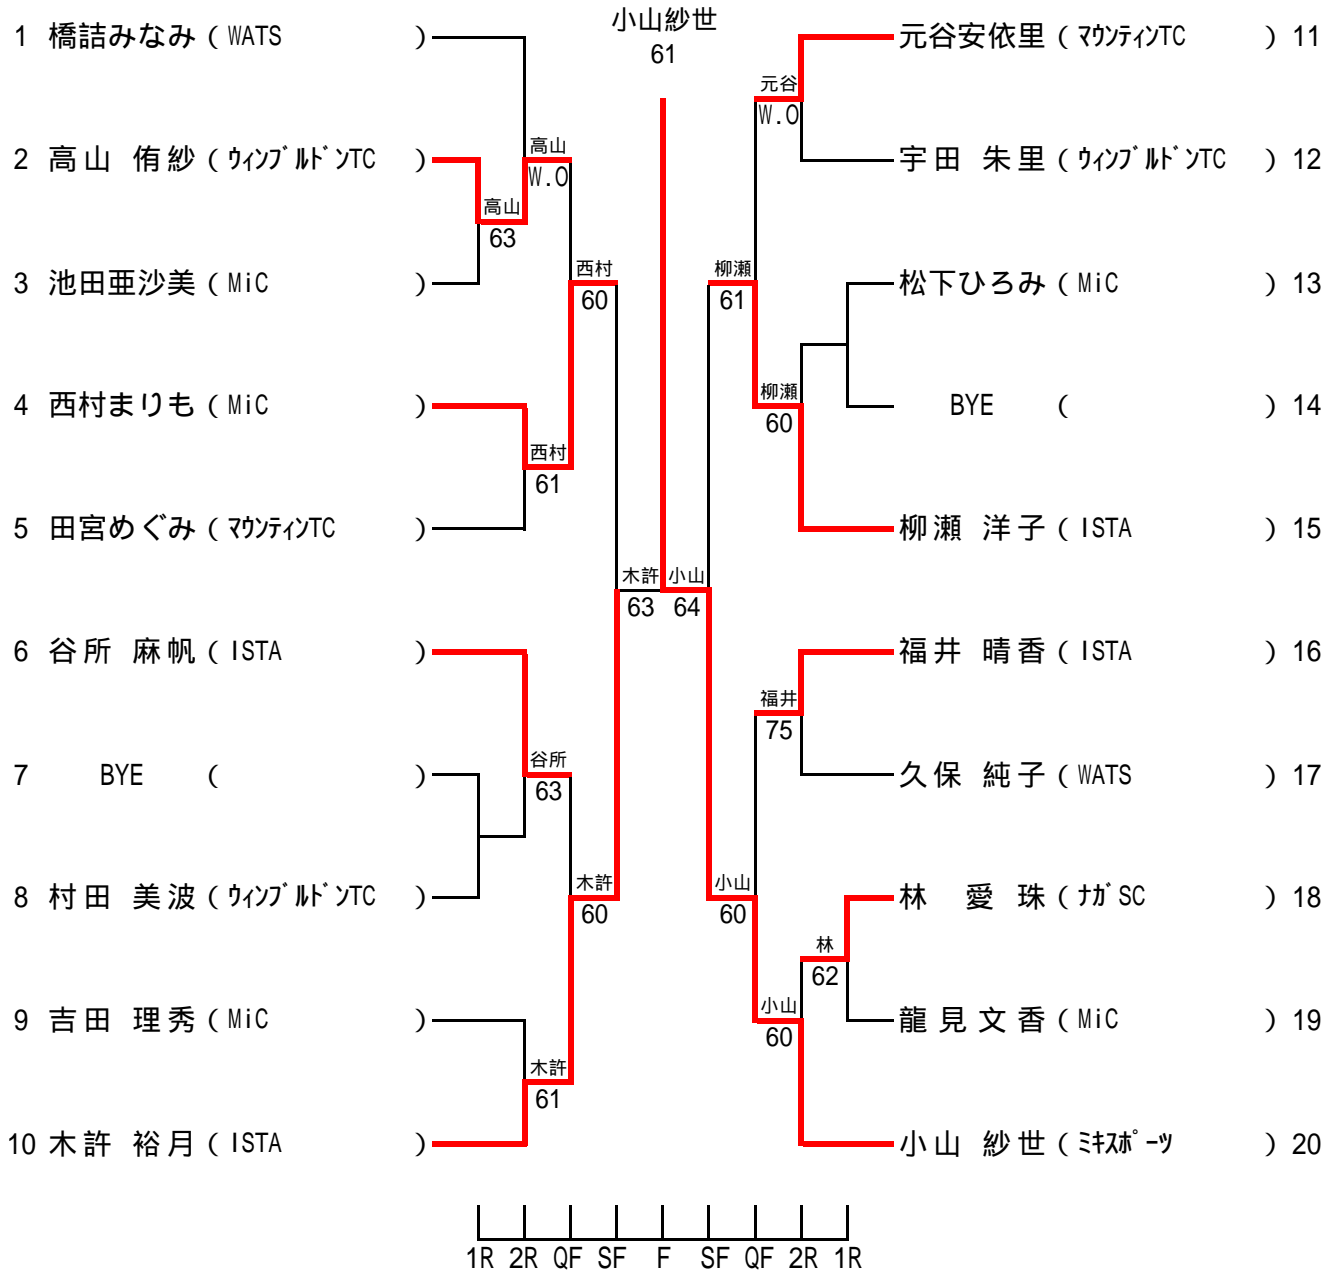 小山紗世
61
1 橋詰みなみ ( WATS )
2 高山 侑紗 ( ｳｨﾝﾌﾞﾙﾄﾞﾝTC )
3 池田亜沙美 ( MiC )
4 西村まりも ( MiC )
5 田宮めぐみ ( ﾏｳﾝﾃｨﾝTC )
6 谷所 麻帆 ( ISTA )
7 BYE ( )
8 村田 美波 ( ｳｨﾝﾌﾞﾙﾄﾞﾝTC )
9 吉田 理秀 ( MiC )
10 木許 裕月 ( ISTA )
高山
63
高山
W.O
西村
61
谷所
63
木許
61
西村
60
木許
60
木許
63
小山
64
柳瀬
61
小山
60
元谷
W.O
柳瀬
60
福井
75
小山
60
林
62
元谷安依里 ( ﾏｳﾝﾃｨﾝTC ) 11
宇田 朱里 ( ｳｨﾝﾌﾞﾙﾄﾞﾝTC ) 12
松下ひろみ ( MiC ) 13
BYE ( ) 14
柳瀬 洋子 ( ISTA ) 15
福井 晴香 ( ISTA ) 16
久保 純子 ( WATS ) 17
林 愛 珠 ( ﾅｶﾞSC ) 18
龍見文香 ( MiC ) 19
小山 紗世 ( ﾐｷｽﾎﾟｰﾂ ) 20
1R 2R QF SF F SF QF 2R 1R